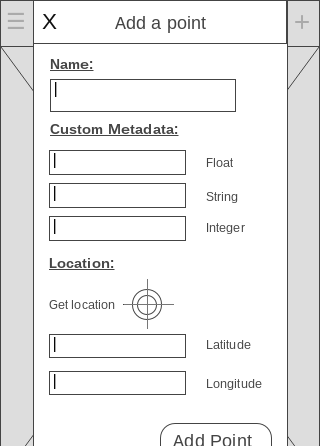 X Add a point
Name:
Custom Metadata:
Float
String
Integer
Location:
Get location
Latitude
Longitude
Add Point